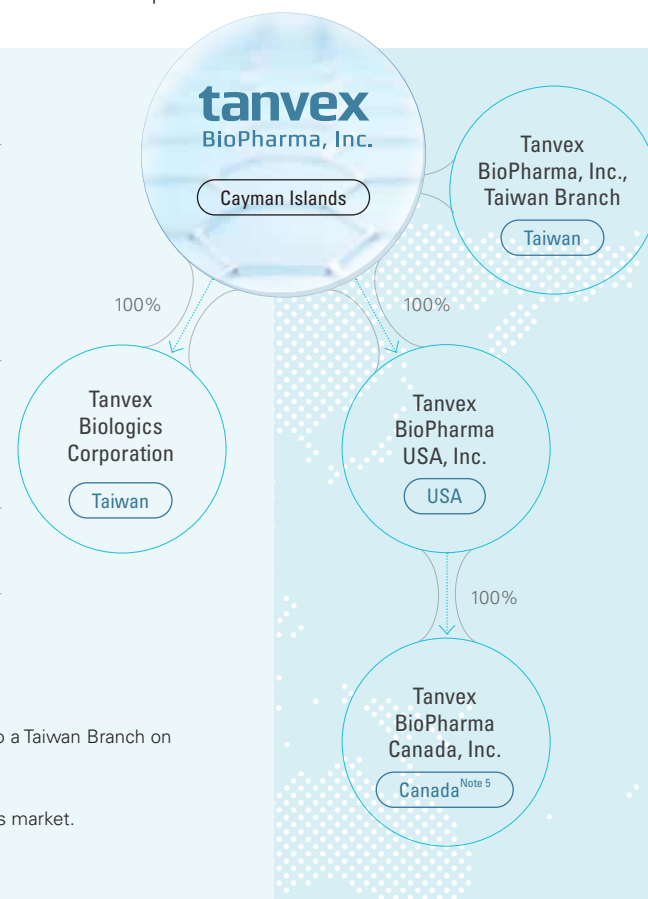 tanvex
BioPharma, Inc.
Cayman Islands
Tanvex
BioPharma, Inc.,
Taiwan Branch
Taiwan
100%
100%
Tanvex
Biologics
Corporation
Taiwan
Tanvex
BioPharma
USA, Inc.
USA
100%
Tanvex
BioPharma
Canada, Inc.
Canada Note 5
a Taiwan Branch on
s market.